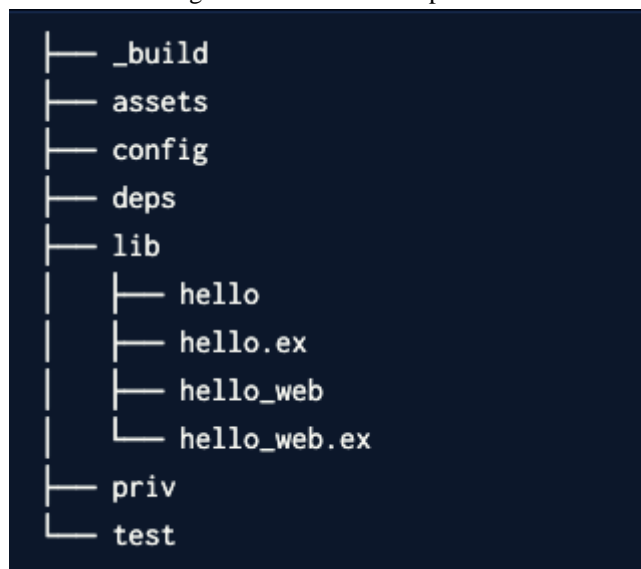 ├── _build
├── assets
├── config
├── deps
├── lib
│   ├── hello
│   ├── hello.ex
│   ├── hello_web
│   └── hello_web.ex
├── priv
└── test